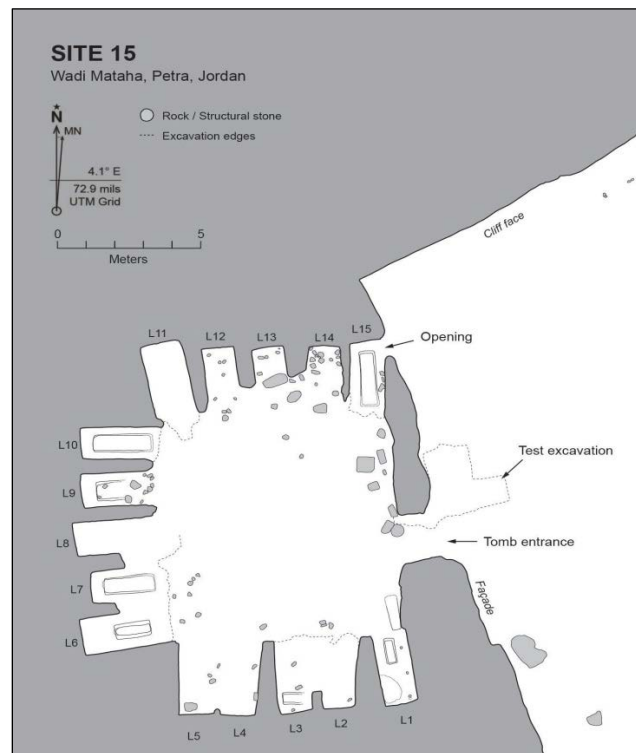 SITE 15
Wadi Mataha, Petra, Jordan
N
MN
4.1° E
72.9 mils
UTM Grid
Rock / Structural stone
Excavation edges
0 5
Meters
Cliff face
L11
L12
L13
L14
L15
Opening
L10
L9
L8
L7
L6
Test excavation
Tomb entrance
Façade
L5
L4
L3
L2
L1